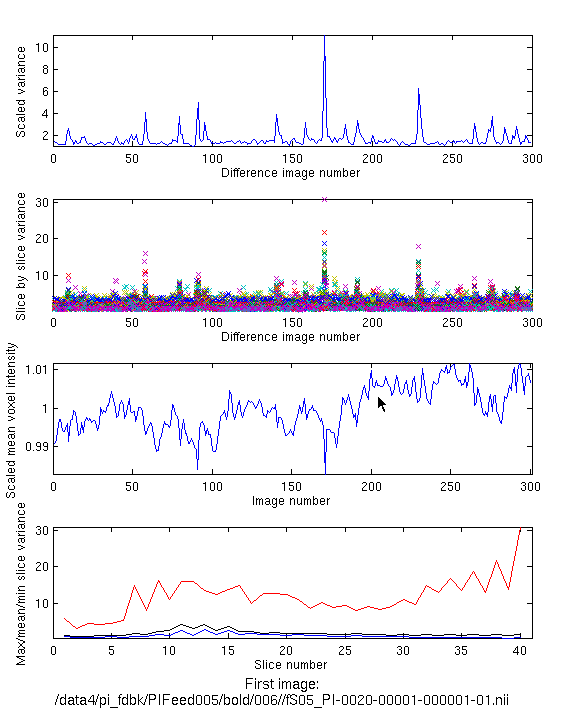 Scaled variance
10
8
6
4
2
0 50 100 150 200 250 300
Difference image number
Slice by slice variance
30
20
10
0 50 100 150 200 250 300
Difference image number
Scaled mean voxel intensity
1.01
1
0.99
0 50 100 150 200 250 300
Image number
Max/mean/min slice variance
30
20
10
0 5 10 15 20 25 30 35 40
Slice number
First image:
/data4/pi_fdbk/PIFeed005/bold/006//fS05_PI-0020-00001-000001-01.nii